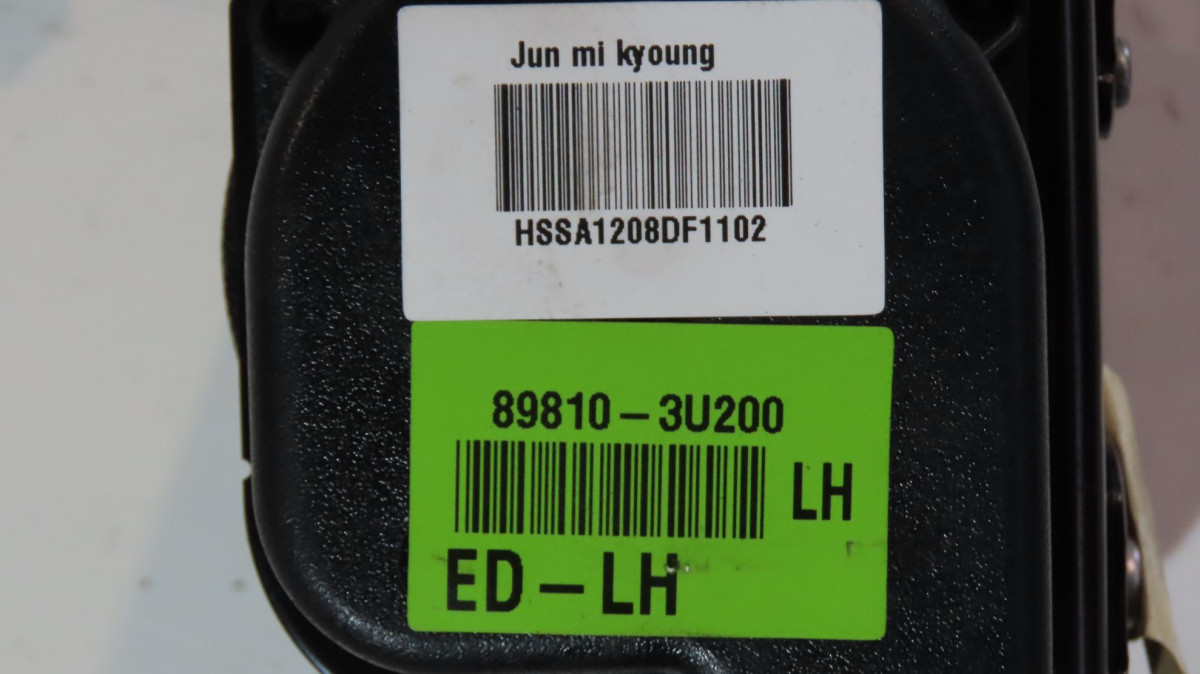 Jun mi kyoung
HSSA1208DF1102
89810-3U200
LH
ED-LH